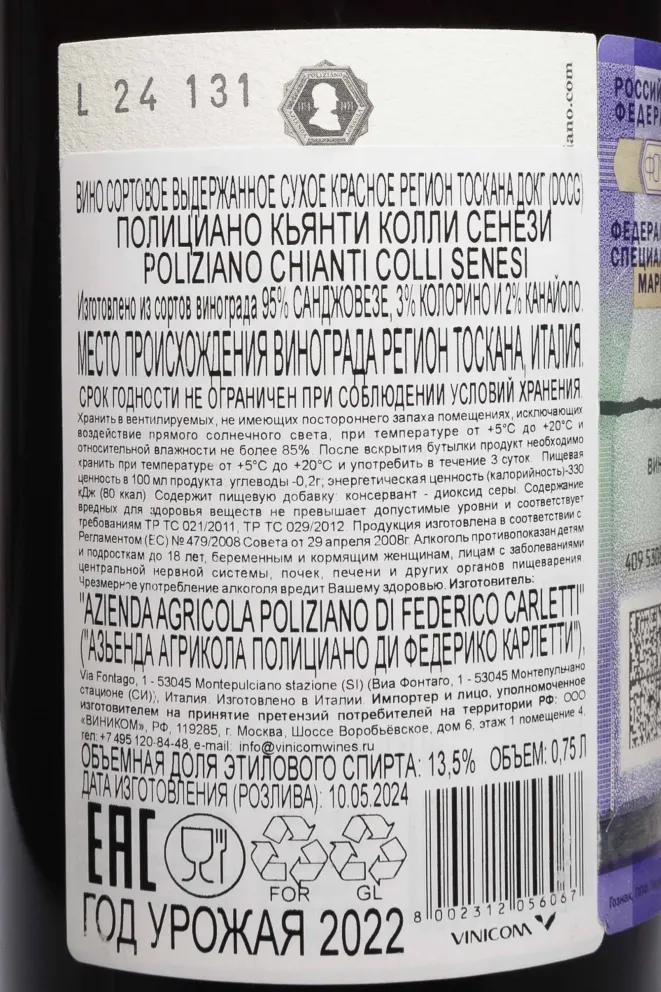 L 24 131
POLIZIANO
iano.com
ВИНО СОРТОВОЕ ВЫДЕРЖАННОЕ СУХОЕ КРАСНОЕ РЕГИОН ТОСКАНА ДОКГ (DOCG)
ПОЛИЦИАНО КЬЯНТИ КОЛЛИ СЕНЕЗИ
POLIZIANO CHIANTI COLLI SENESI
Изготовлено из сортов винограда 95% САНДЖОВЕЗЕ, 3% КОЛОРИНО И 2% КАНАЙОЛО.
МЕСТО ПРОИСХОЖДЕНИЯ ВИНОГРАДА РЕГИОН ТОСКАНА, ИТАЛИЯ.
СРОК ГОДНОСТИ НЕ ОГРАНИЧЕН ПРИ СОБЛЮДЕНИИ УСЛОВИЙ ХРАНЕНИЯ.
Хранить в вентилируемых, не имеющих постороннего запаха помещениях, исключающих
воздействие прямого солнечного света, при температуре от +5°С до +20°С и
относительной влажности не более 85%. После вскрытия бутылки продукт необходимо
хранить при температуре от +5°С до +20°С и употребить в течение 3 суток. Пищевая
ценность в 100 мл продукта углеводы -0,2г; энергетическая ценность (калорийность)-330
кДж (80 ккал) Содержит пищевую добавку: консервант - диоксид серы. Содержание
вредных для здоровья веществ не превышает допустимые уровни и соответствует
требованиям ТР ТС 021/2011, ТР ТС 029/2012. Продукция изготовлена в соответствии с
Регламентом (ЕС) № 479/2008 Совета от 29 апреля 2008г. Алкоголь противопоказан детям
и подросткам до 18 лет, беременным и кормящим женщинам, лицам с заболеваниями
центральной нервной системы, почек, печени и других органов пищеварения.
Чрезмерное употребление алкоголя вредит Вашему здоровью. Изготовитель:
"AZIENDA AGRICOLA POLIZIANO DI FEDERICO CARLETTI"
("АЗЬЕНДА АГРИКОЛА ПОЛИЦИАНО ДИ ФЕДЕРИКО КАРЛЕТТИ"),
Via Fontago, 1 - 53045 Montepulciano stazione (SI) (Виа Фонтаго, 1 - 53045 Монтепульчано
стационе (СИ)), Италия. Изготовлено в Италии. Импортер и лицо, уполномоченное
изготовителем на принятие претензий потребителей на территории РФ: ООО
«ВИНИКОМ», РФ, 119285, г. Москва, Шоссе Воробьёвское, дом 6, этаж 1 помещение 4,
тел: +7 495 120-84-48, e-mail: info@vinicomwines.ru
ОБЪЕМНАЯ ДОЛЯ ЭТИЛОВОГО СПИРТА: 13,5% ОБЪЕМ: 0,75 Л
ДАТА ИЗГОТОВЛЕНИЯ (РОЗЛИВА): 10.05.2024
EAC
FOR
GL
8 002312 056067
ГОД УРОЖАЯ 2022
VINICOM
РОССИЙ
ФЕДЕРА
ФЕДЕРА
СПЕЦИАЛ
МАР
ВИН